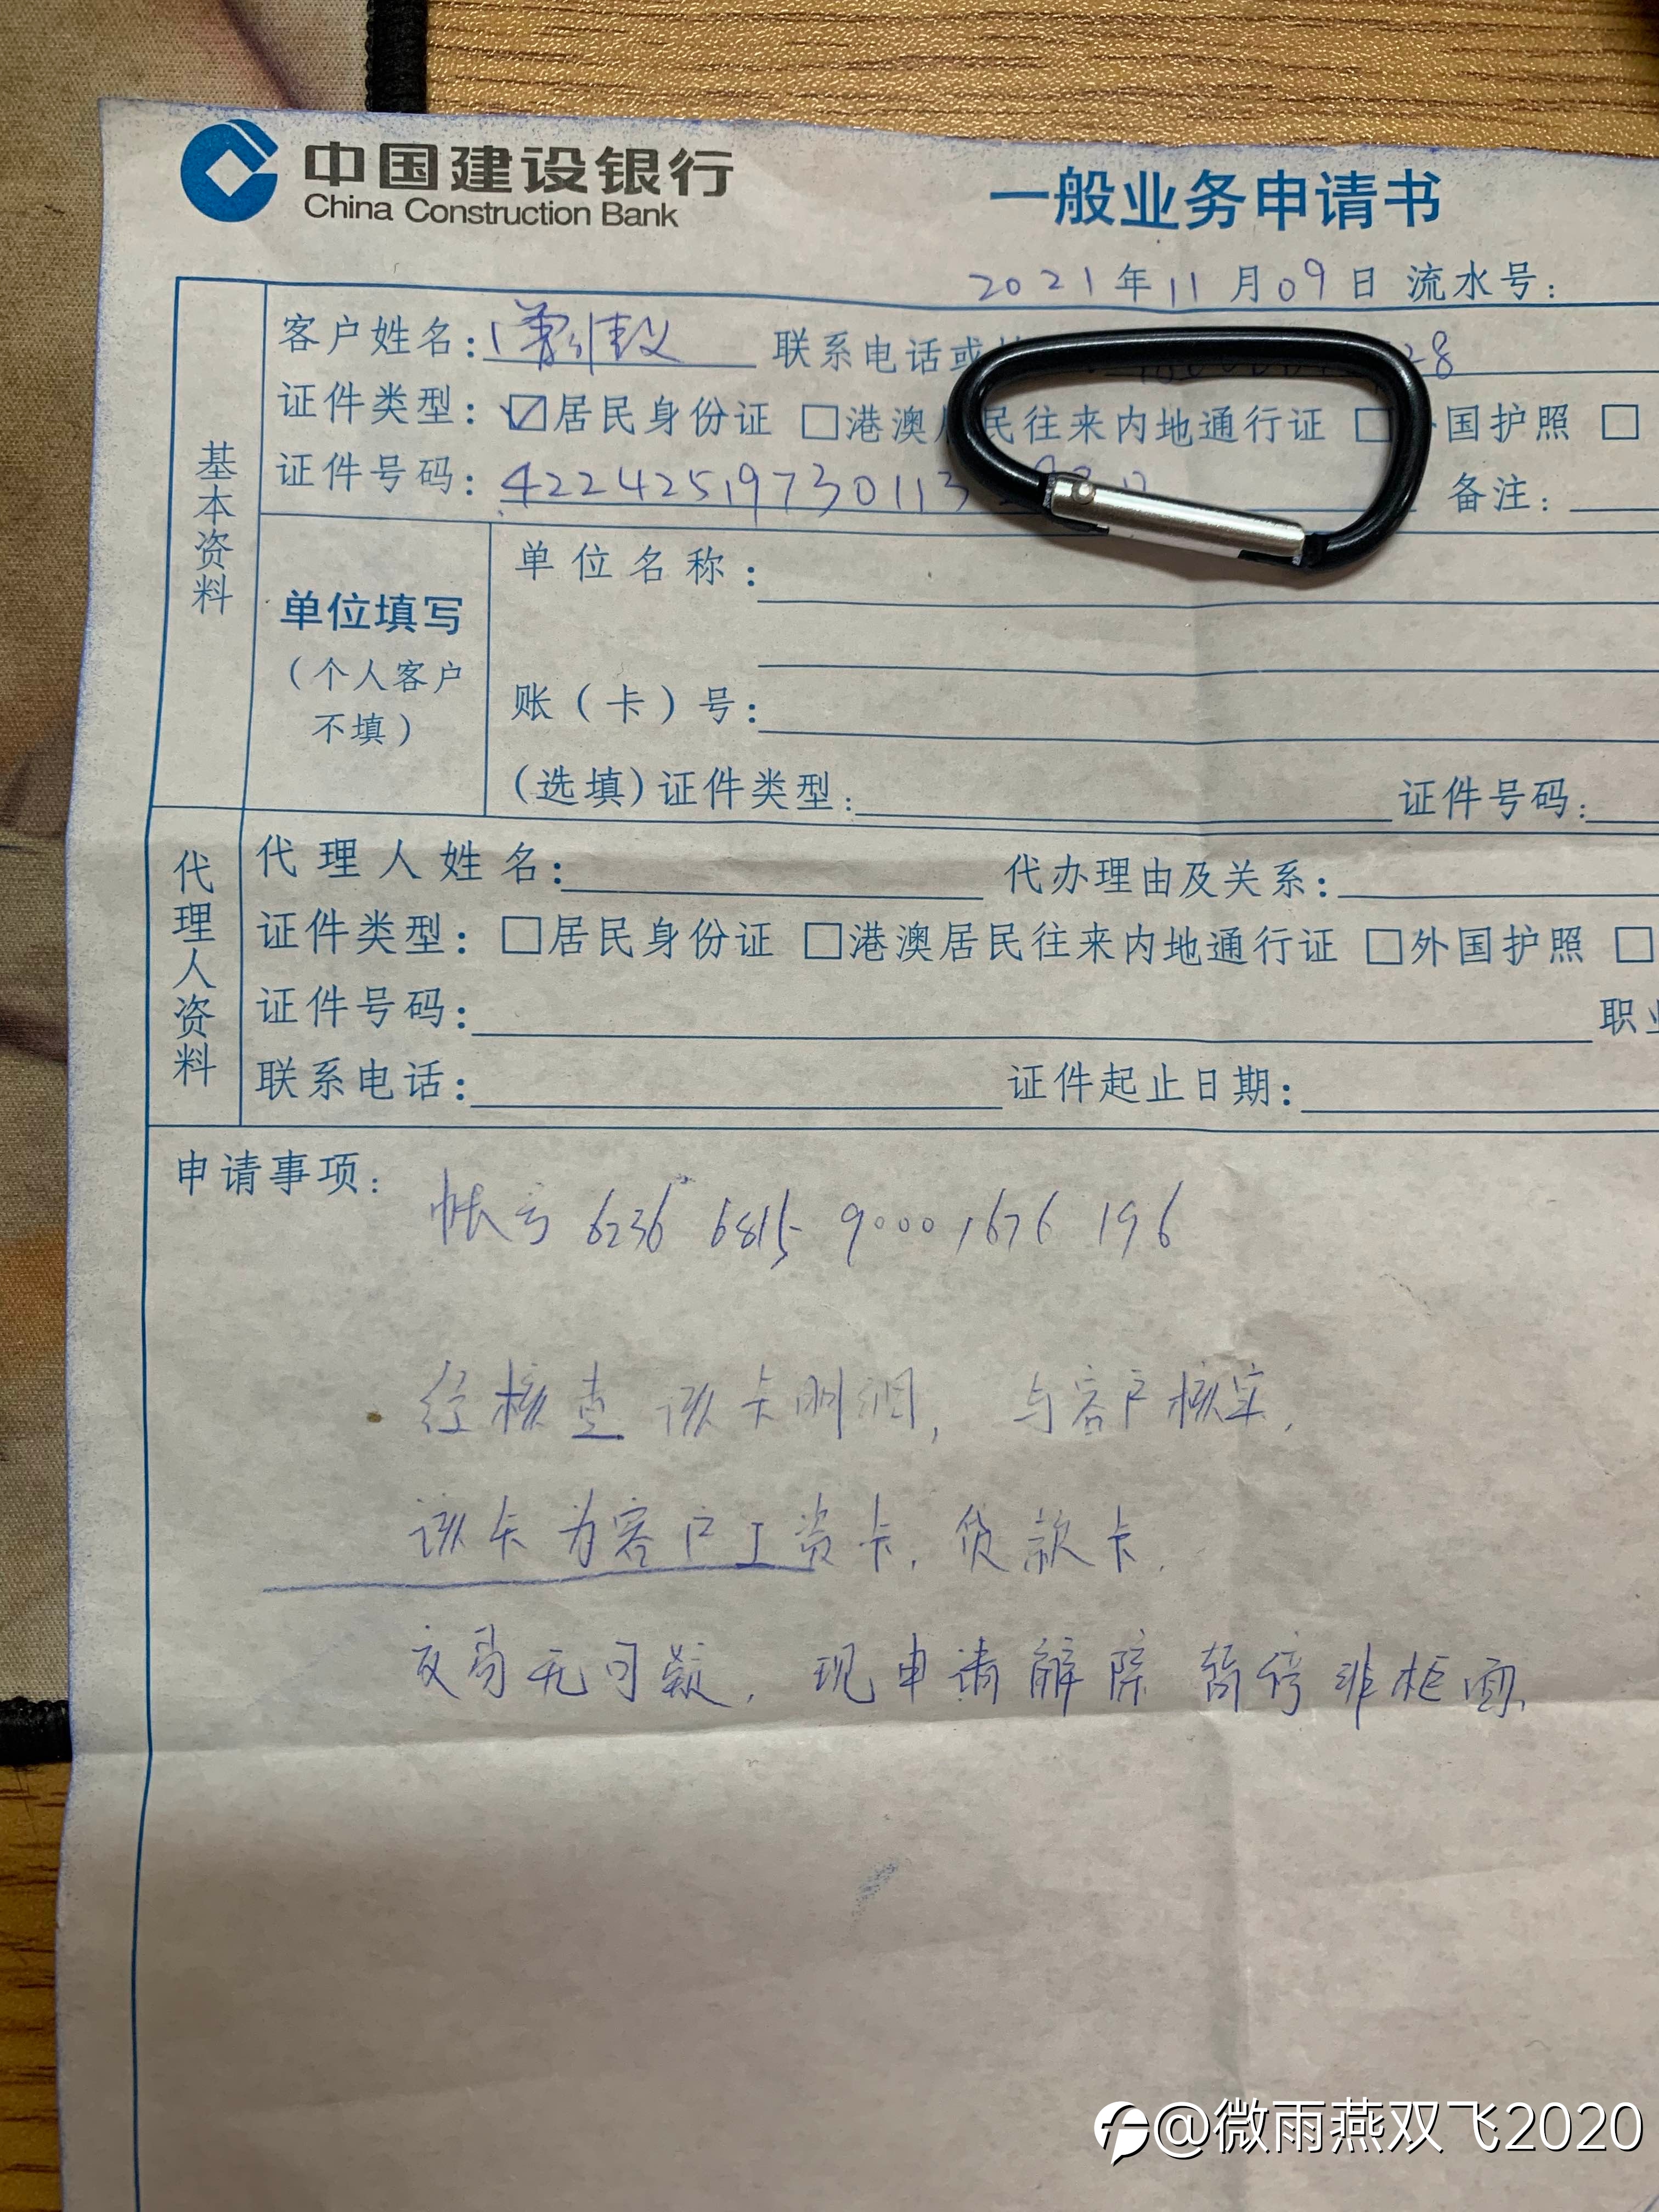 中国建设银行
China Construction Bank
一般业务申请书
2021年11月09日 流水号:
基本资料
客户姓名: 联系电话或 28
证件类型: ☑居民身份证 □港澳居民往来内地通行证 □外国护照 □
证件号码: 42242519730113 备注:
单位填写
(个人客户
不填)
单位名称:
账(卡)号:
(选填)证件类型: 证件号码:
代理人资料
代理人姓名: 代办理由及关系:
证件类型: □居民身份证 □港澳居民往来内地通行证 □外国护照 □
证件号码: 职业
联系电话: 证件起止日期:
申请事项:
帐号 6236 6815 9000 1676 196
经核查该卡明细, 与客户核实,
该卡为客户工资卡, 贷款卡,
交易无可疑, 现申请解除暂停非柜面.
@微雨燕双飞2020